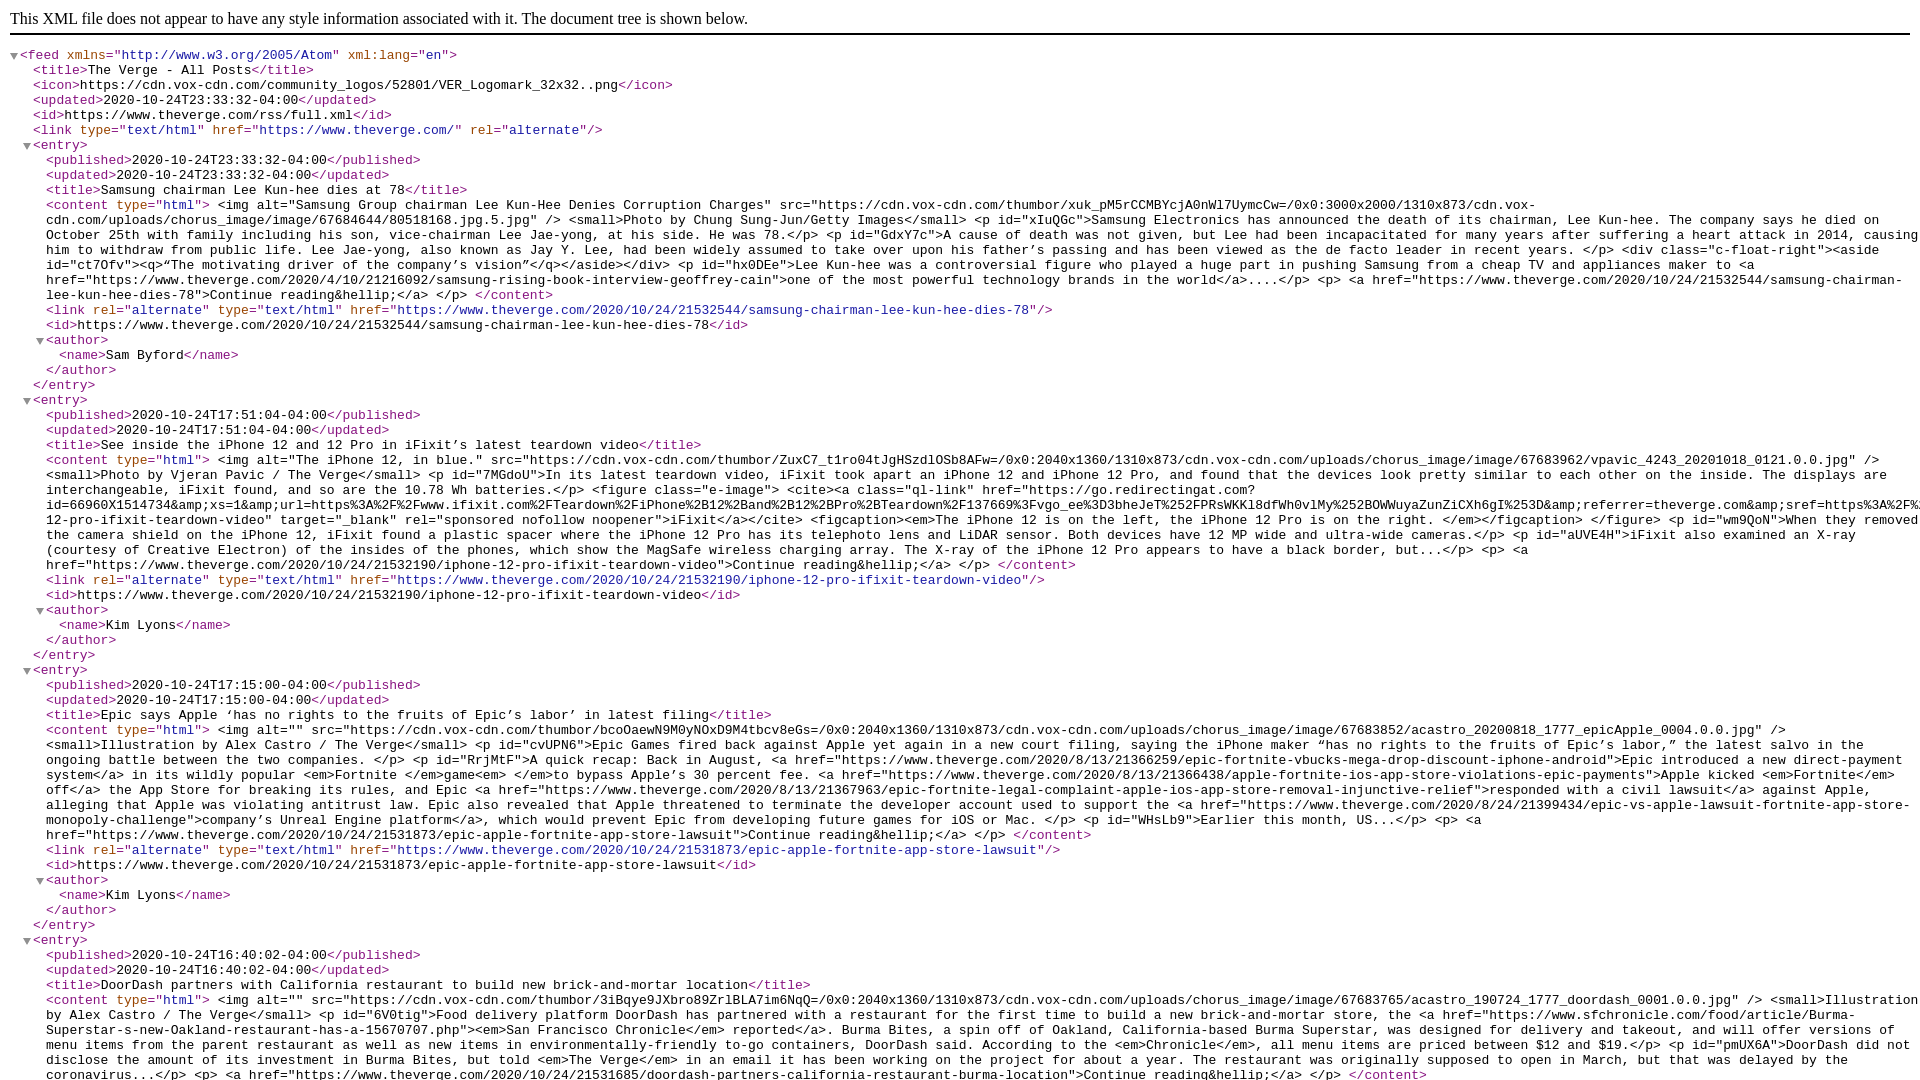 This XML file does not appear to have any style information associated with it. The document tree is shown below.
<feed xmlns="http://www.w3.org/2005/Atom" xml:lang="en">
<title>The Verge - All Posts</title>
<icon>https://cdn.vox-cdn.com/community_logos/52801/VER_Logomark_32x32..png</icon>
<updated>2020-10-24T23:33:32-04:00</updated>
<id>https://www.theverge.com/rss/full.xml</id>
<link type="text/html" href="https://www.theverge.com/" rel="alternate"/>
<entry>
<published>2020-10-24T23:33:32-04:00</published>
<updated>2020-10-24T23:33:32-04:00</updated>
<title>Samsung chairman Lee Kun-hee dies at 78</title>
<content type="html"> <img alt="Samsung Group chairman Lee Kun-Hee Denies Corruption Charges" src="https://cdn.vox-cdn.com/thumbor/xuk_pM5rCCMBYcjA0nWl7UymcCw=/0x0:3000x2000/1310x873/cdn.vox-
cdn.com/uploads/chorus_image/image/67684644/80518168.jpg.5.jpg" /> <small>Photo by Chung Sung-Jun/Getty Images</small> <p id="xIuQGc">Samsung Electronics has announced the death of its chairman, Lee Kun-hee. The company says he died on
October 25th with family including his son, vice-chairman Lee Jae-yong, at his side. He was 78.</p> <p id="GdxY7c">A cause of death was not given, but Lee had been incapacitated for many years after suffering a heart attack in 2014, causing
him to withdraw from public life. Lee Jae-yong, also known as Jay Y. Lee, had been widely assumed to take over upon his father’s passing and has been viewed as the de facto leader in recent years. </p> <div class="c-float-right"><aside
id="ct7Ofv"><q>“The motivating driver of the company’s vision”</q></aside></div> <p id="hx0DEe">Lee Kun-hee was a controversial figure who played a huge part in pushing Samsung from a cheap TV and appliances maker to <a
href="https://www.theverge.com/2020/4/10/21216092/samsung-rising-book-interview-geoffrey-cain">one of the most powerful technology brands in the world</a>....</p> <p> <a href="https://www.theverge.com/2020/10/24/21532544/samsung-chairman-
lee-kun-hee-dies-78">Continue reading&hellip;</a> </p> </content>
<link rel="alternate" type="text/html" href="https://www.theverge.com/2020/10/24/21532544/samsung-chairman-lee-kun-hee-dies-78"/>
<id>https://www.theverge.com/2020/10/24/21532544/samsung-chairman-lee-kun-hee-dies-78</id>
<author>
<name>Sam Byford</name>
</author>
</entry>
<entry>
<published>2020-10-24T17:51:04-04:00</published>
<updated>2020-10-24T17:51:04-04:00</updated>
<title>See inside the iPhone 12 and 12 Pro in iFixit’s latest teardown video</title>
<content type="html"> <img alt="The iPhone 12, in blue." src="https://cdn.vox-cdn.com/thumbor/ZuxC7_t1ro04tJgHSzdlOSb8AFw=/0x0:2040x1360/1310x873/cdn.vox-cdn.com/uploads/chorus_image/image/67683962/vpavic_4243_20201018_0121.0.0.jpg" />
<small>Photo by Vjeran Pavic / The Verge</small> <p id="7MGdoU">In its latest teardown video, iFixit took apart an iPhone 12 and iPhone 12 Pro, and found that the devices look pretty similar to each other on the inside. The displays are
interchangeable, iFixit found, and so are the 10.78 Wh batteries.</p> <figure class="e-image"> <cite><a class="ql-link" href="https://go.redirectingat.com?
id=66960X1514734&amp;xs=1&amp;url=https%3A%2F%2Fwww.ifixit.com%2FTeardown%2FiPhone%2B12%2Band%2B12%2BPro%2BTeardown%2F137669%3Fvgo_ee%3D3bheJeT%252FPRsWKKl8dfWh0vlMy%252BOWWuyaZunZiCXh6gI%253D&amp;referrer=theverge.com&amp;sref=https%3A%2F%2
12-pro-ifixit-teardown-video" target="_blank" rel="sponsored nofollow noopener">iFixit</a></cite> <figcaption><em>The iPhone 12 is on the left, the iPhone 12 Pro is on the right. </em></figcaption> </figure> <p id="wm9QoN">When they removed
the camera shield on the iPhone 12, iFixit found a plastic spacer where the iPhone 12 Pro has its telephoto lens and LiDAR sensor. Both devices have 12 MP wide and ultra-wide cameras.</p> <p id="aUVE4H">iFixit also examined an X-ray
(courtesy of Creative Electron) of the insides of the phones, which show the MagSafe wireless charging array. The X-ray of the iPhone 12 Pro appears to have a black border, but...</p> <p> <a
href="https://www.theverge.com/2020/10/24/21532190/iphone-12-pro-ifixit-teardown-video">Continue reading&hellip;</a> </p> </content>
<link rel="alternate" type="text/html" href="https://www.theverge.com/2020/10/24/21532190/iphone-12-pro-ifixit-teardown-video"/>
<id>https://www.theverge.com/2020/10/24/21532190/iphone-12-pro-ifixit-teardown-video</id>
<author>
<name>Kim Lyons</name>
</author>
</entry>
<entry>
<published>2020-10-24T17:15:00-04:00</published>
<updated>2020-10-24T17:15:00-04:00</updated>
<title>Epic says Apple ‘has no rights to the fruits of Epic’s labor’ in latest filing</title>
<content type="html"> <img alt="" src="https://cdn.vox-cdn.com/thumbor/bcoOaewN9M0yNOxD9M4tbcv8eGs=/0x0:2040x1360/1310x873/cdn.vox-cdn.com/uploads/chorus_image/image/67683852/acastro_20200818_1777_epicApple_0004.0.0.jpg" />
<small>Illustration by Alex Castro / The Verge</small> <p id="cvUPN6">Epic Games fired back against Apple yet again in a new court filing, saying the iPhone maker “has no rights to the fruits of Epic’s labor,” the latest salvo in the
ongoing battle between the two companies. </p> <p id="RrjMtF">A quick recap: Back in August, <a href="https://www.theverge.com/2020/8/13/21366259/epic-fortnite-vbucks-mega-drop-discount-iphone-android">Epic introduced a new direct-payment
system</a> in its wildly popular <em>Fortnite </em>game<em> </em>to bypass Apple’s 30 percent fee. <a href="https://www.theverge.com/2020/8/13/21366438/apple-fortnite-ios-app-store-violations-epic-payments">Apple kicked <em>Fortnite</em>
off</a> the App Store for breaking its rules, and Epic <a href="https://www.theverge.com/2020/8/13/21367963/epic-fortnite-legal-complaint-apple-ios-app-store-removal-injunctive-relief">responded with a civil lawsuit</a> against Apple,
alleging that Apple was violating antitrust law. Epic also revealed that Apple threatened to terminate the developer account used to support the <a href="https://www.theverge.com/2020/8/24/21399434/epic-vs-apple-lawsuit-fortnite-app-store-
monopoly-challenge">company’s Unreal Engine platform</a>, which would prevent Epic from developing future games for iOS or Mac. </p> <p id="WHsLb9">Earlier this month, US...</p> <p> <a
href="https://www.theverge.com/2020/10/24/21531873/epic-apple-fortnite-app-store-lawsuit">Continue reading&hellip;</a> </p> </content>
<link rel="alternate" type="text/html" href="https://www.theverge.com/2020/10/24/21531873/epic-apple-fortnite-app-store-lawsuit"/>
<id>https://www.theverge.com/2020/10/24/21531873/epic-apple-fortnite-app-store-lawsuit</id>
<author>
<name>Kim Lyons</name>
</author>
</entry>
<entry>
<published>2020-10-24T16:40:02-04:00</published>
<updated>2020-10-24T16:40:02-04:00</updated>
<title>DoorDash partners with California restaurant to build new brick-and-mortar location</title>
<content type="html"> <img alt="" src="https://cdn.vox-cdn.com/thumbor/3iBqye9JXbro89ZrlBLA7im6NqQ=/0x0:2040x1360/1310x873/cdn.vox-cdn.com/uploads/chorus_image/image/67683765/acastro_190724_1777_doordash_0001.0.0.jpg" /> <small>Illustration
by Alex Castro / The Verge</small> <p id="6V0tig">Food delivery platform DoorDash has partnered with a restaurant for the first time to build a new brick-and-mortar store, the <a href="https://www.sfchronicle.com/food/article/Burma-
Superstar-s-new-Oakland-restaurant-has-a-15670707.php"><em>San Francisco Chronicle</em> reported</a>. Burma Bites, a spin off of Oakland, California-based Burma Superstar, was designed for delivery and takeout, and will offer versions of
menu items from the parent restaurant as well as new items in environmentally-friendly to-go containers, DoorDash said. According to the <em>Chronicle</em>, all menu items are priced between $12 and $19.</p> <p id="pmUX6A">DoorDash did not
disclose the amount of its investment in Burma Bites, but told <em>The Verge</em> in an email it has been working on the project for about a year. The restaurant was originally supposed to open in March, but that was delayed by the
coronavirus...</p> <p> <a href="https://www.theverge.com/2020/10/24/21531685/doordash-partners-california-restaurant-burma-location">Continue reading&hellip;</a> </p> </content>